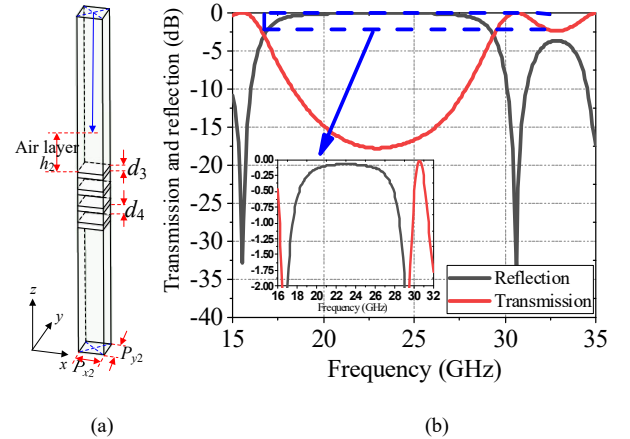 Air layer
h2
d3
d4
z
y
x
Px2
Py2
(a)
Transmission and reflection (dB)
0
-5
-10
-15
-20
-25
-30
-35
-40
15
20
25
30
35
Frequency (GHz)
0.00
-0.25
-0.50
-0.75
-1.00
-1.25
-1.50
-1.75
-2.00
16 18 20 22 24 26 28 30 32
Frequency (GHz)
Reflection
Transmission
(b)